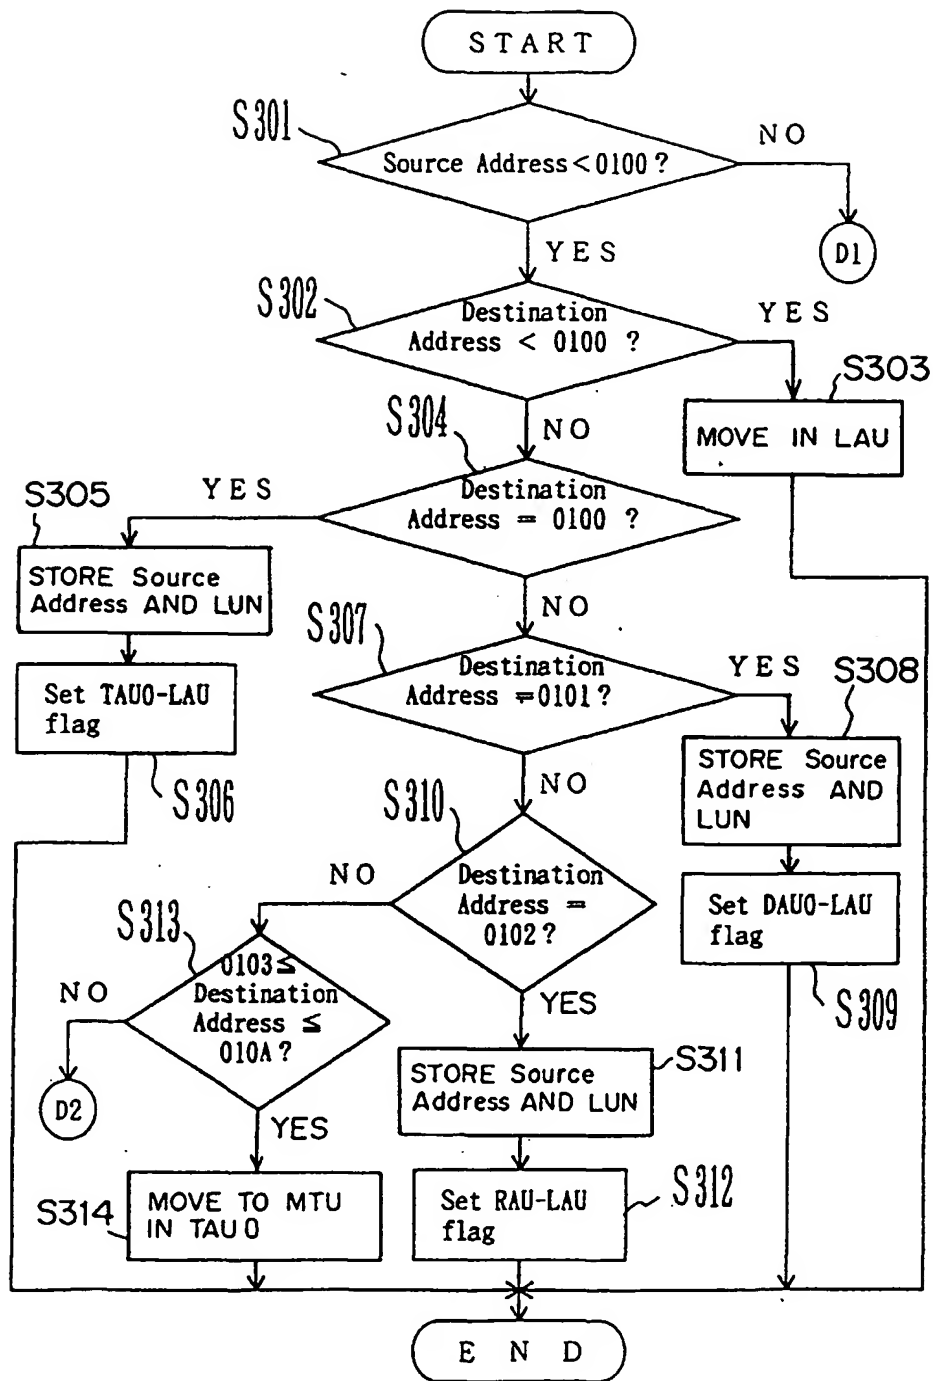 START
S301
Source Address<0100?
NO
D1
YES
S302
Destination
Address < 0100 ?
YES
S303
MOVE IN LAU
S304
NO
Destination
Address = 0100 ?
YES
S305
STORE Source
Address AND LUN
Set TAU0-LAU
flag
S306
NO
S307
Destination
Address =0101?
YES
S308
STORE Source
Address AND
LUN
Set DAU0-LAU
flag
S309
NO
S310
Destination
Address =
0102?
NO
S313
0103≤
Destination
Address ≤
010A?
NO
D2
YES
S311
STORE Source
Address AND LUN
YES
S314
MOVE TO MTU
IN TAU0
Set RAU-LAU
flag
S312
END